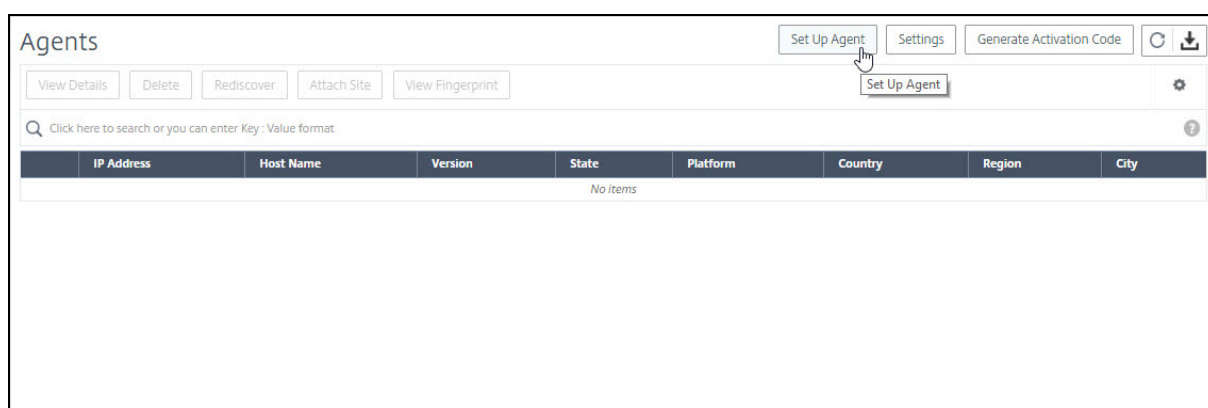 Agents Set Up Agent Settings Generate Activation Code
View Details Delete Rediscover Attach Site View Fingerprint Set Up Agent
Click here to search or you can enter Key : Value format ?
IP Address Host Name Version State Platform Country Region City
No items